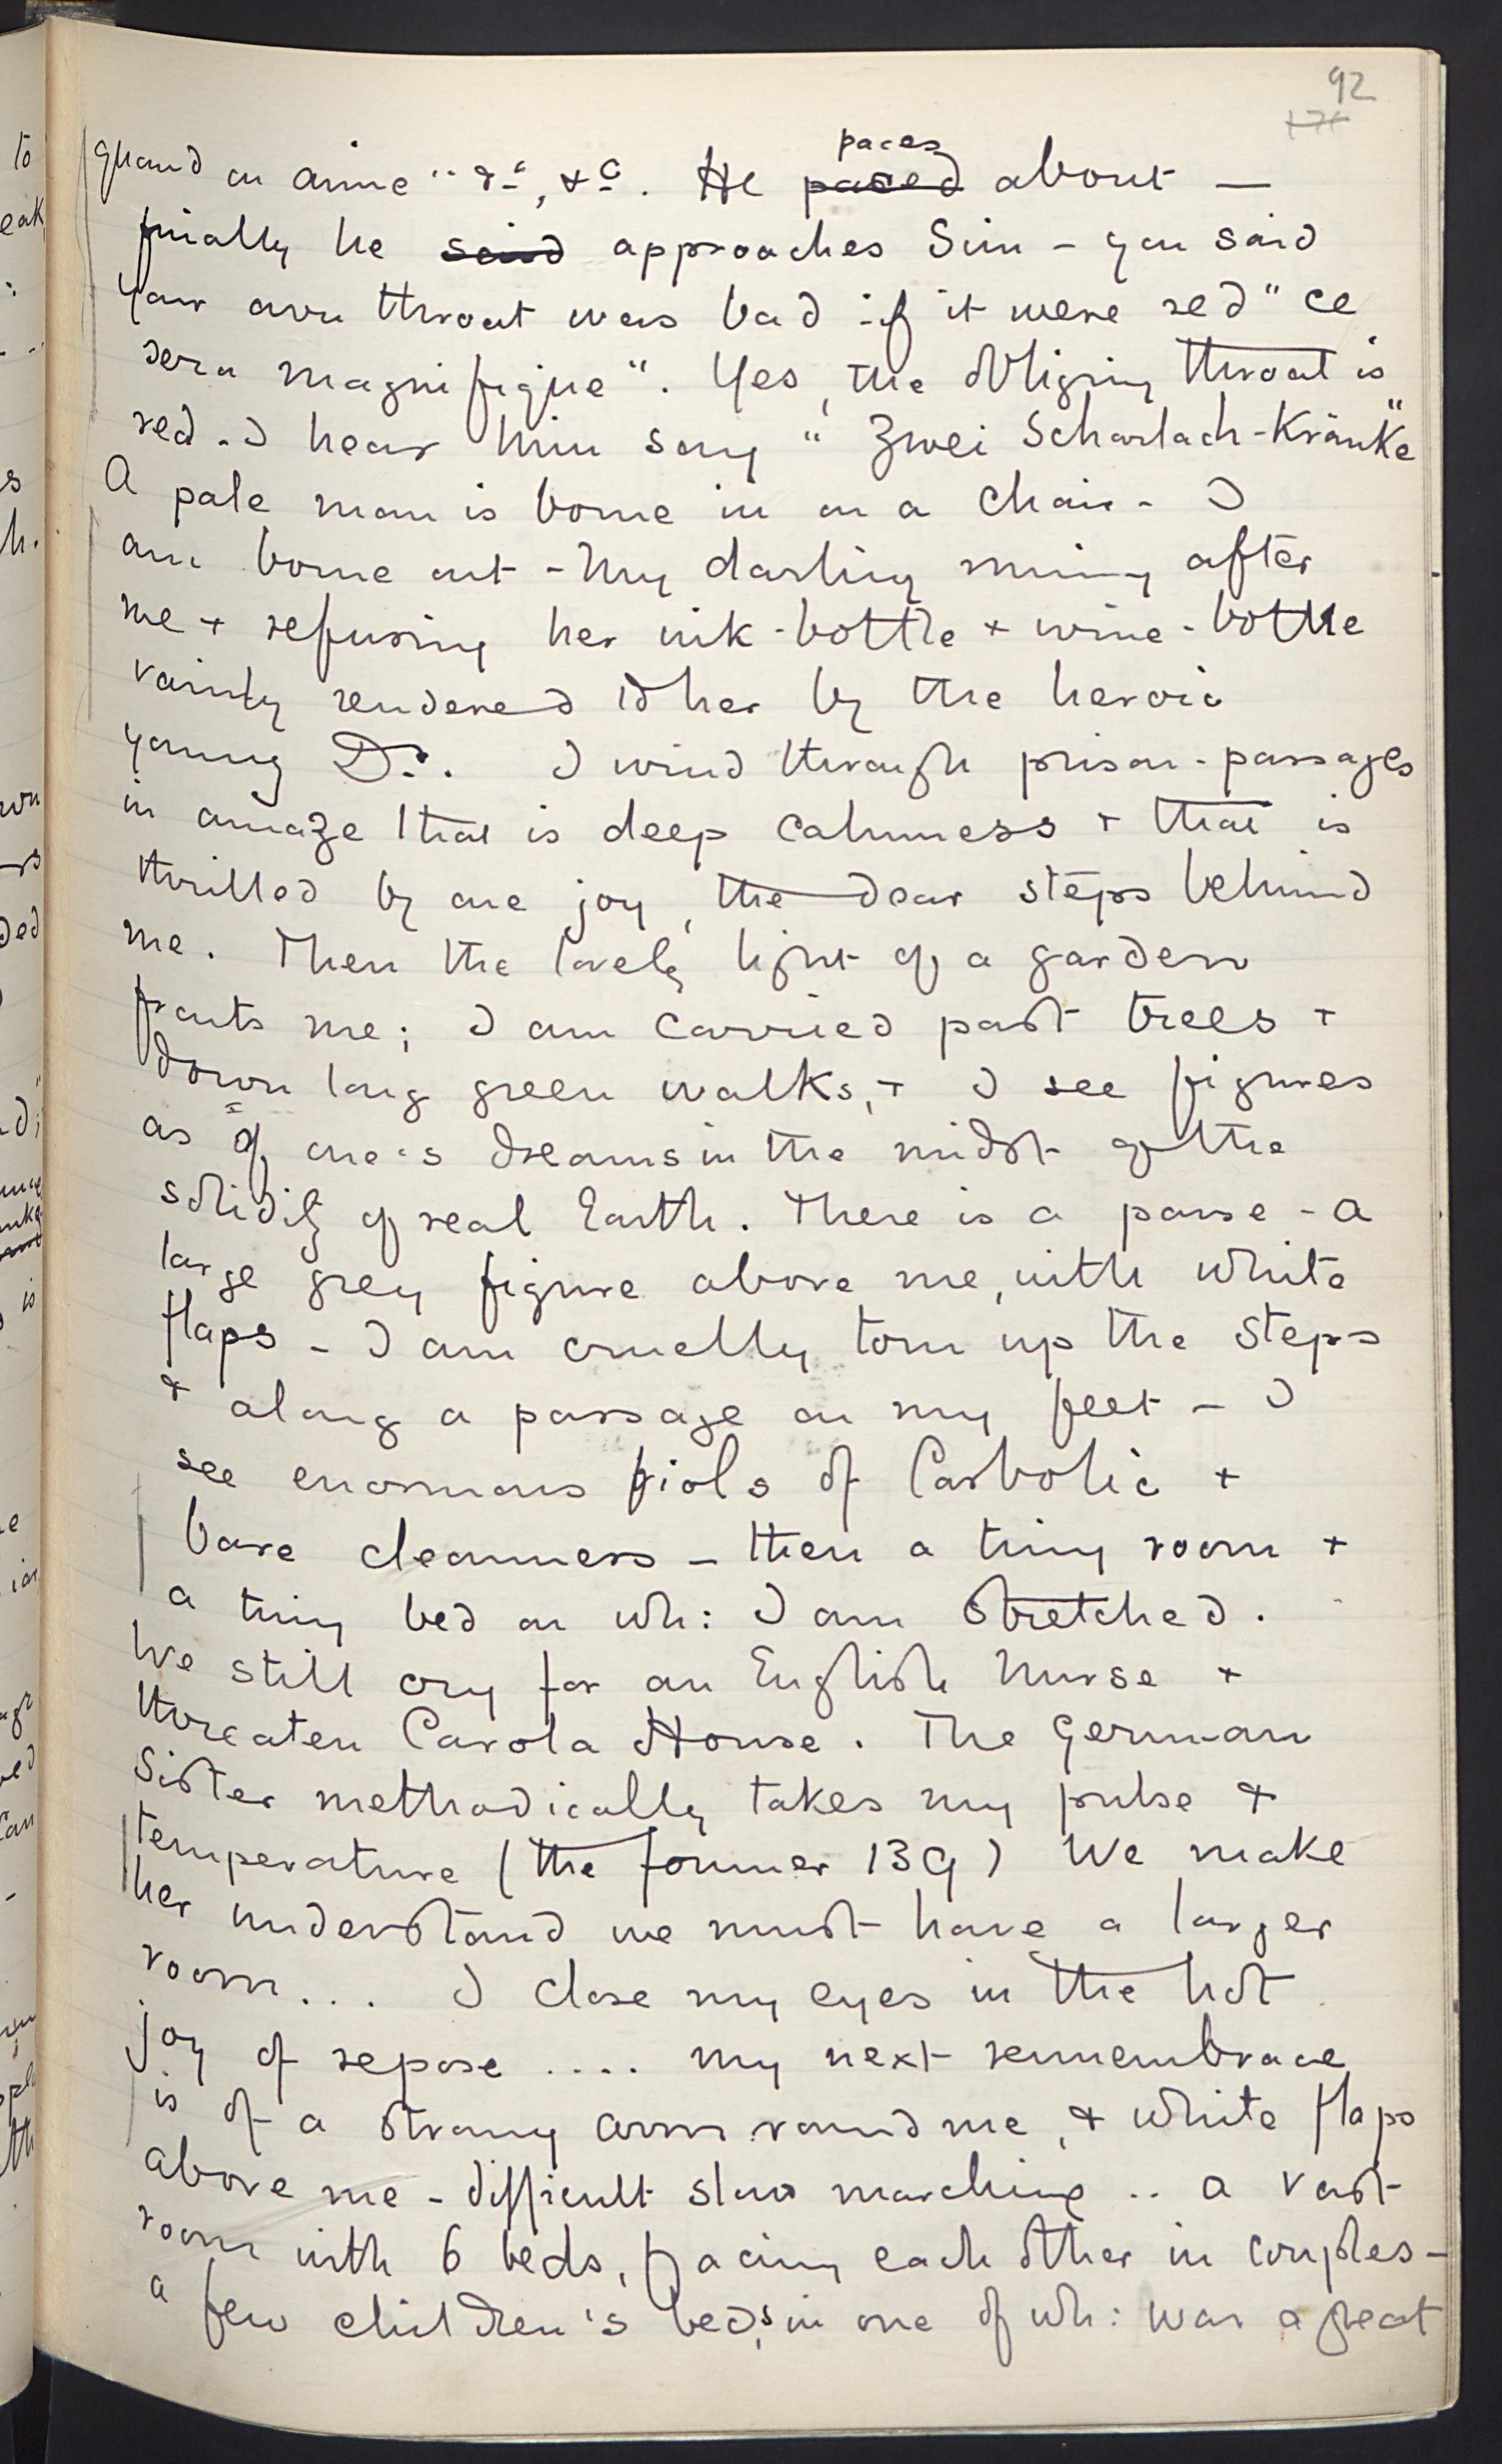 92
171
quand on aime" &c, &c. He paced paces about —
finally he said approaches Sim — you said
your own throat was bad - if it were red "ce
sera magnifique". Yes, the obliging throat is
red - I hear him say "Zwei Scharlach-Kränke"
A pale man is borne in on a chair - I
am borne out - My darling running after
me + refusing her ink-bottle + wine-bottle
vainly rendered to her by the heroic
young Dr. I wind through prison-passages
in amaze that is deep calmness + that is
thrilled by one joy, the dear steps behind
me. Then the lovely light of a garden
fronts me; I am carried past trees +
down long green walks, + I see figures
as of one's dreams in the midst of the
solidity of real Earth. There is a pause - a
large grey figure above me, with white
flaps - I am cruelly torn up the steps
+ along a passage on my feet - I
see enormous fiols of Carbolic +
bare cleanness - then a tiny room +
a tiny bed on wh: I am stretched.
We still cry for an English Nurse +
threaten Carola House. The German
Sister methodically takes my pulse &
temperature (the former 139) We make
her understand we must have a larger
room... I close my eyes in the hot
joy of repose .... my next remembrance
is of a strong arm round me, & white flaps
above me - difficult slow marching .. a vast
room with 6 beds, facing each other in couples -
a few children's beds, in one of wh: was a great